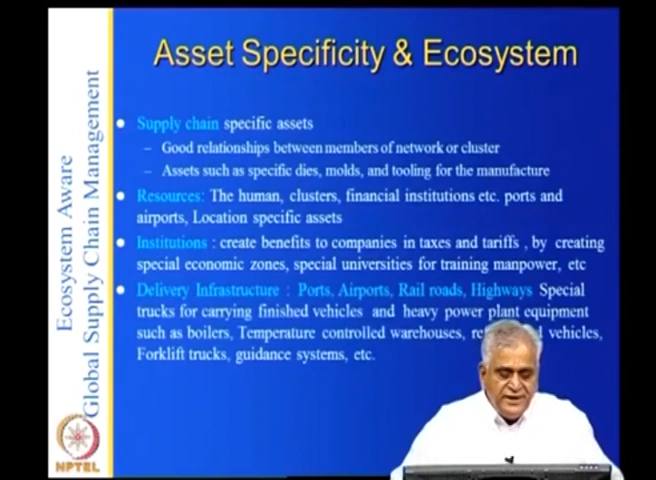 Asset Specificity & Ecosystem
Supply chain specific assets
– Good relationships between members of network or cluster
– Assets such as specific dies, molds, and tooling for the manufacture
Resources: The human, clusters, financial institutions etc. ports and
airports, Location specific assets
Institutions : create benefits to companies in taxes and tariffs , by creating
special economic zones, special universities for training manpower, etc
Delivery Infrastructure : Ports, Airports, Rail roads, Highways Special
trucks for carrying finished vehicles and heavy power plant equipment
such as boilers, Temperature controlled warehouses, vehicles,
Forklift trucks, guidance systems, etc.
Ecosystem Aware
Global Supply Chain Management
NPTEL